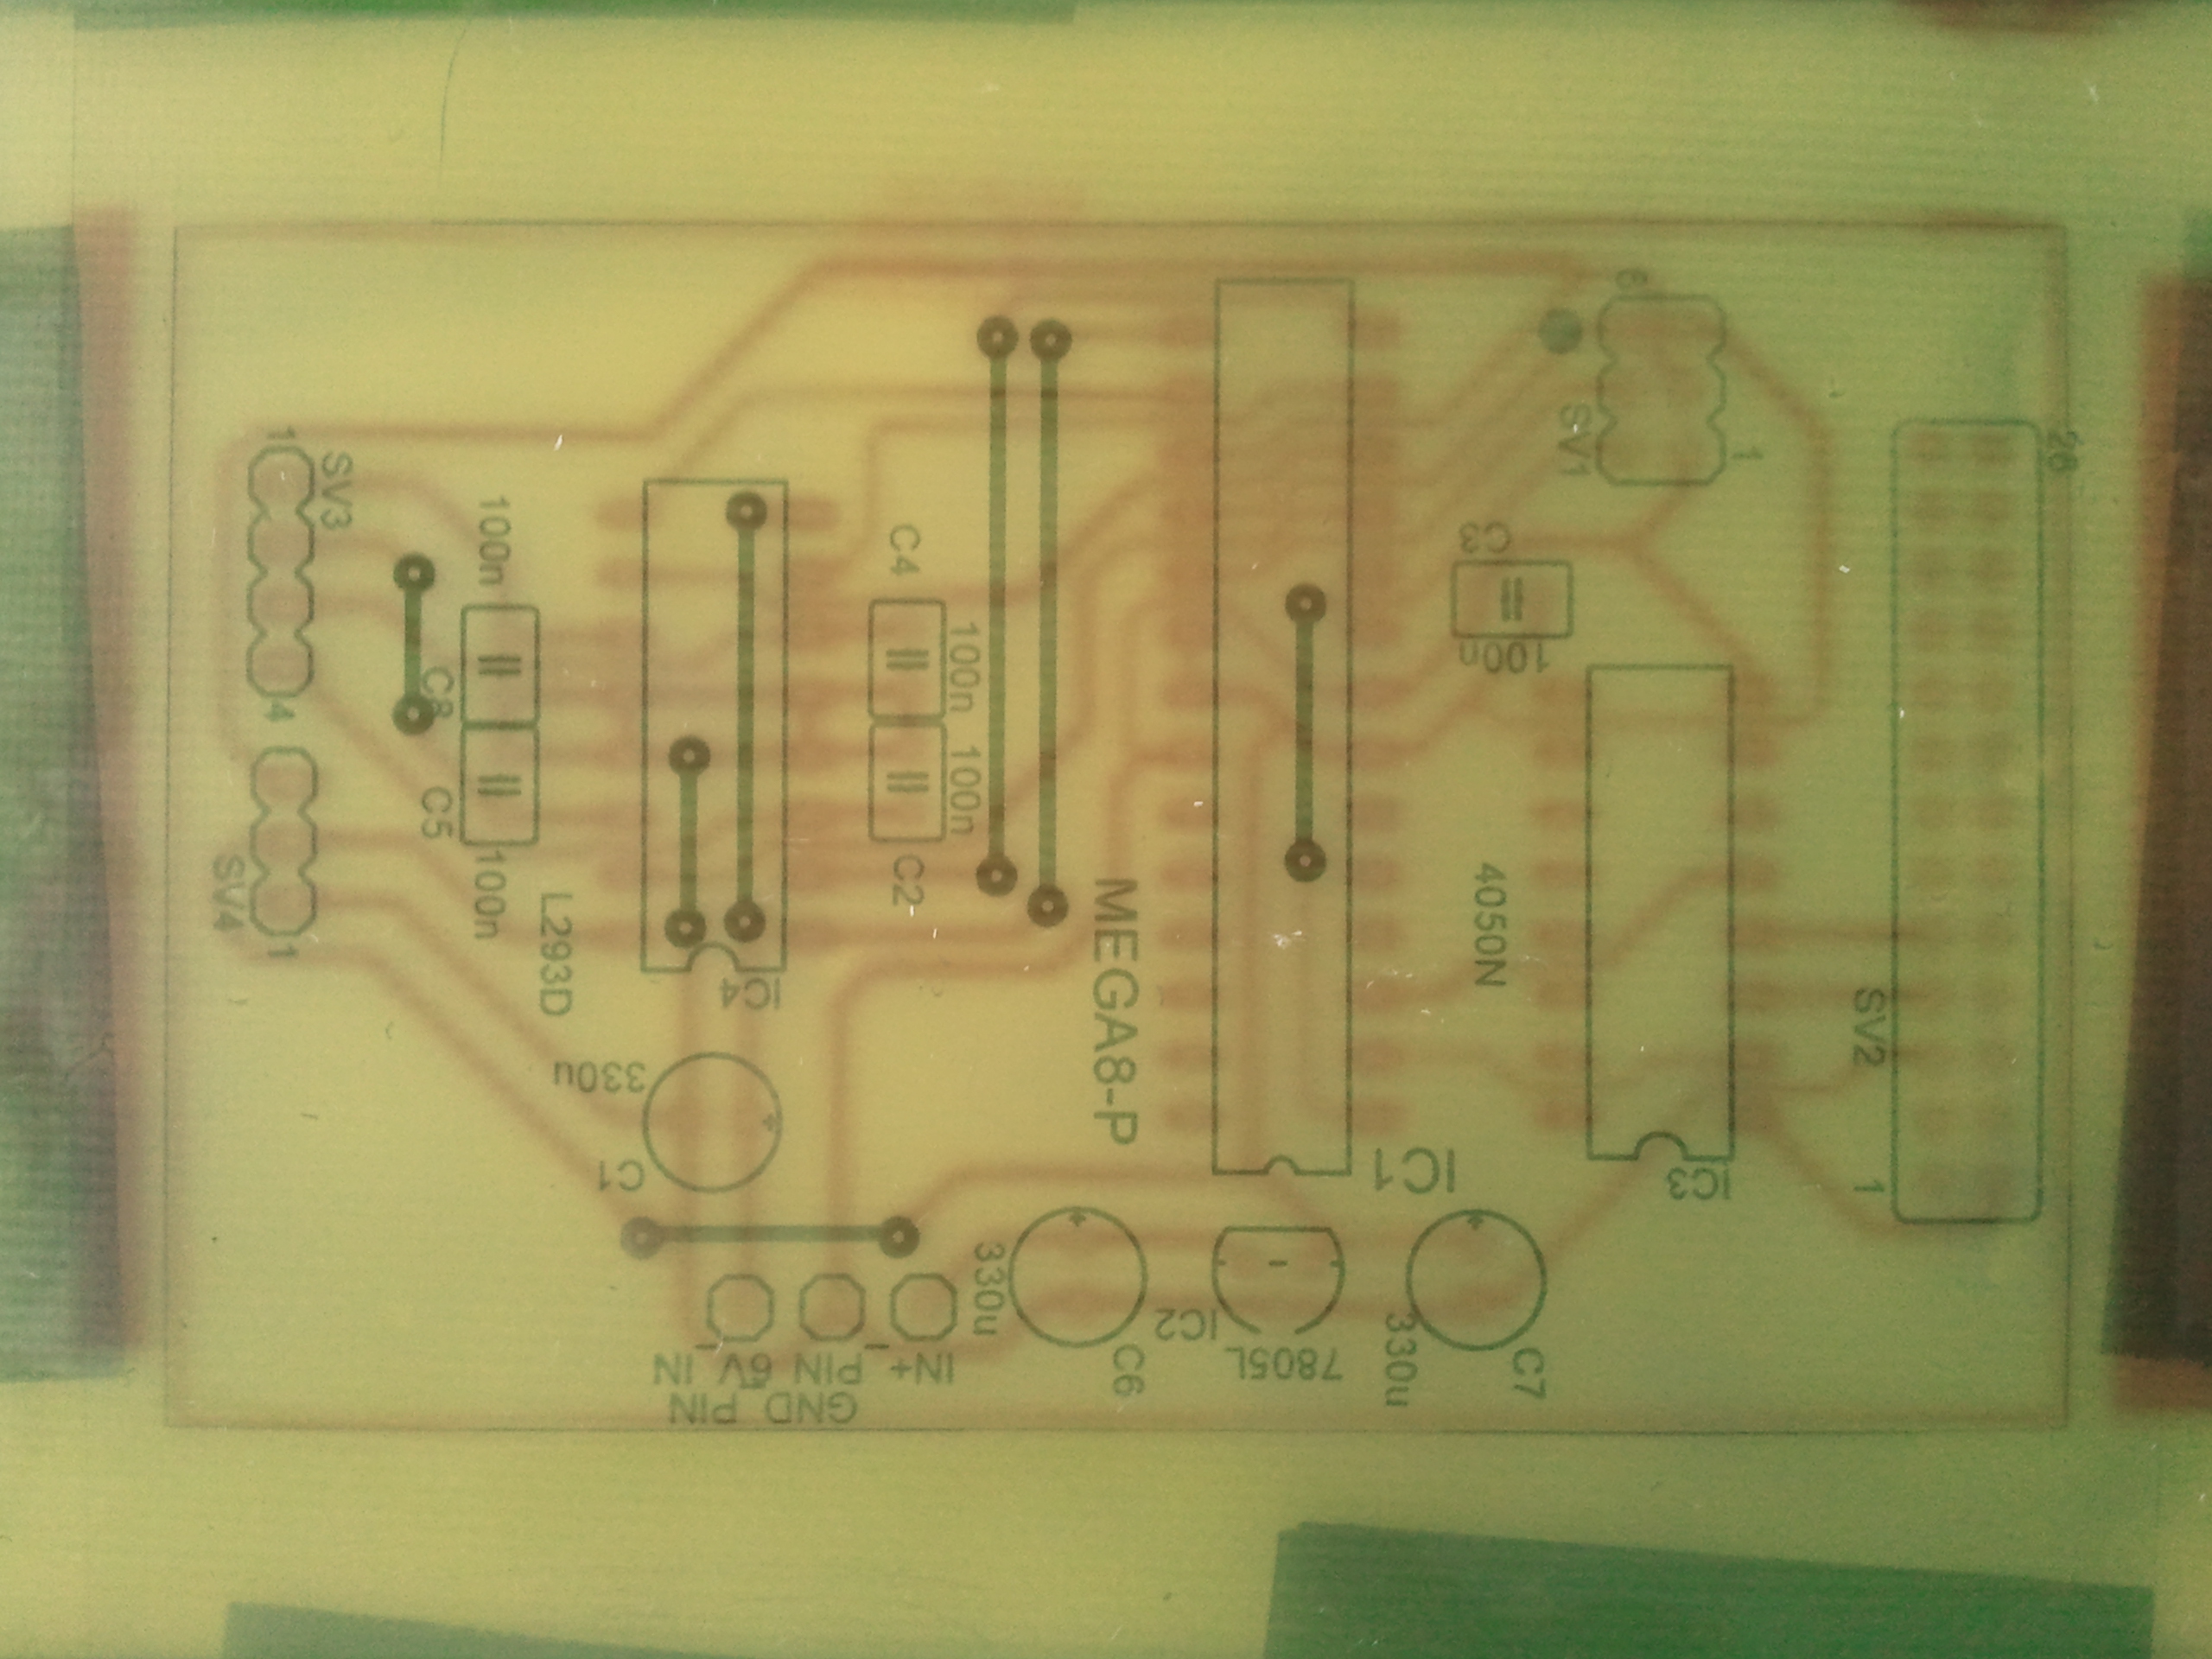 GND_PIN
IN+_PIN 6V_IN
C7
330u
7805L
IC2
C6
330u
1
IC3
IC1
C1
330u
SV2
MEGA8-P
4050N
IC4
L293D
1
SV4
C2
100n
100n
C5
100n
C4
C8
100n
4
SV3
1
100n
C3
1
SV1
6
26